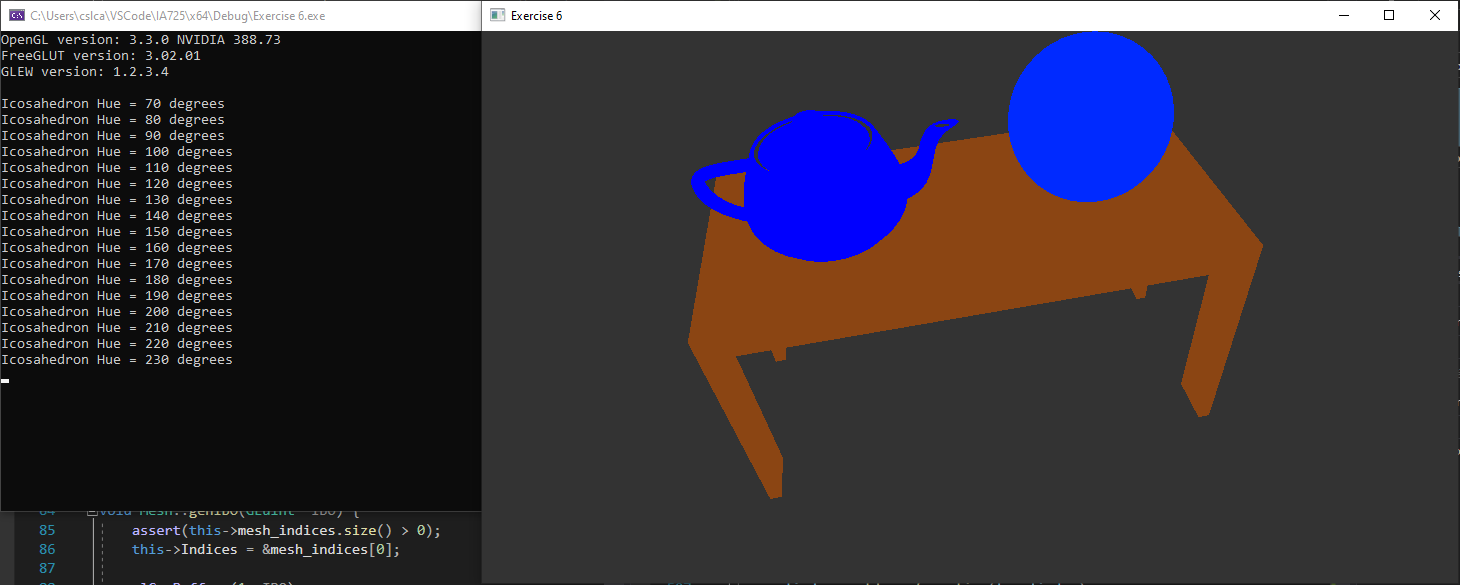 C:\Users\cslca\VSCode\IA725\x64\Debug\Exercise 6.exe
Exercise 6
OpenGL version: 3.3.0 NVIDIA 388.73
FreeGLUT version: 3.02.01
GLEW version: 1.2.3.4
Icosahedron Hue = 70 degrees
Icosahedron Hue = 80 degrees
Icosahedron Hue = 90 degrees
Icosahedron Hue = 100 degrees
Icosahedron Hue = 110 degrees
Icosahedron Hue = 120 degrees
Icosahedron Hue = 130 degrees
Icosahedron Hue = 140 degrees
Icosahedron Hue = 150 degrees
Icosahedron Hue = 160 degrees
Icosahedron Hue = 170 degrees
Icosahedron Hue = 180 degrees
Icosahedron Hue = 190 degrees
Icosahedron Hue = 200 degrees
Icosahedron Hue = 210 degrees
Icosahedron Hue = 220 degrees
Icosahedron Hue = 230 degrees
85 assert(this->mesh_indices.size() > 0);
86 this->Indices = &mesh_indices[0];
87